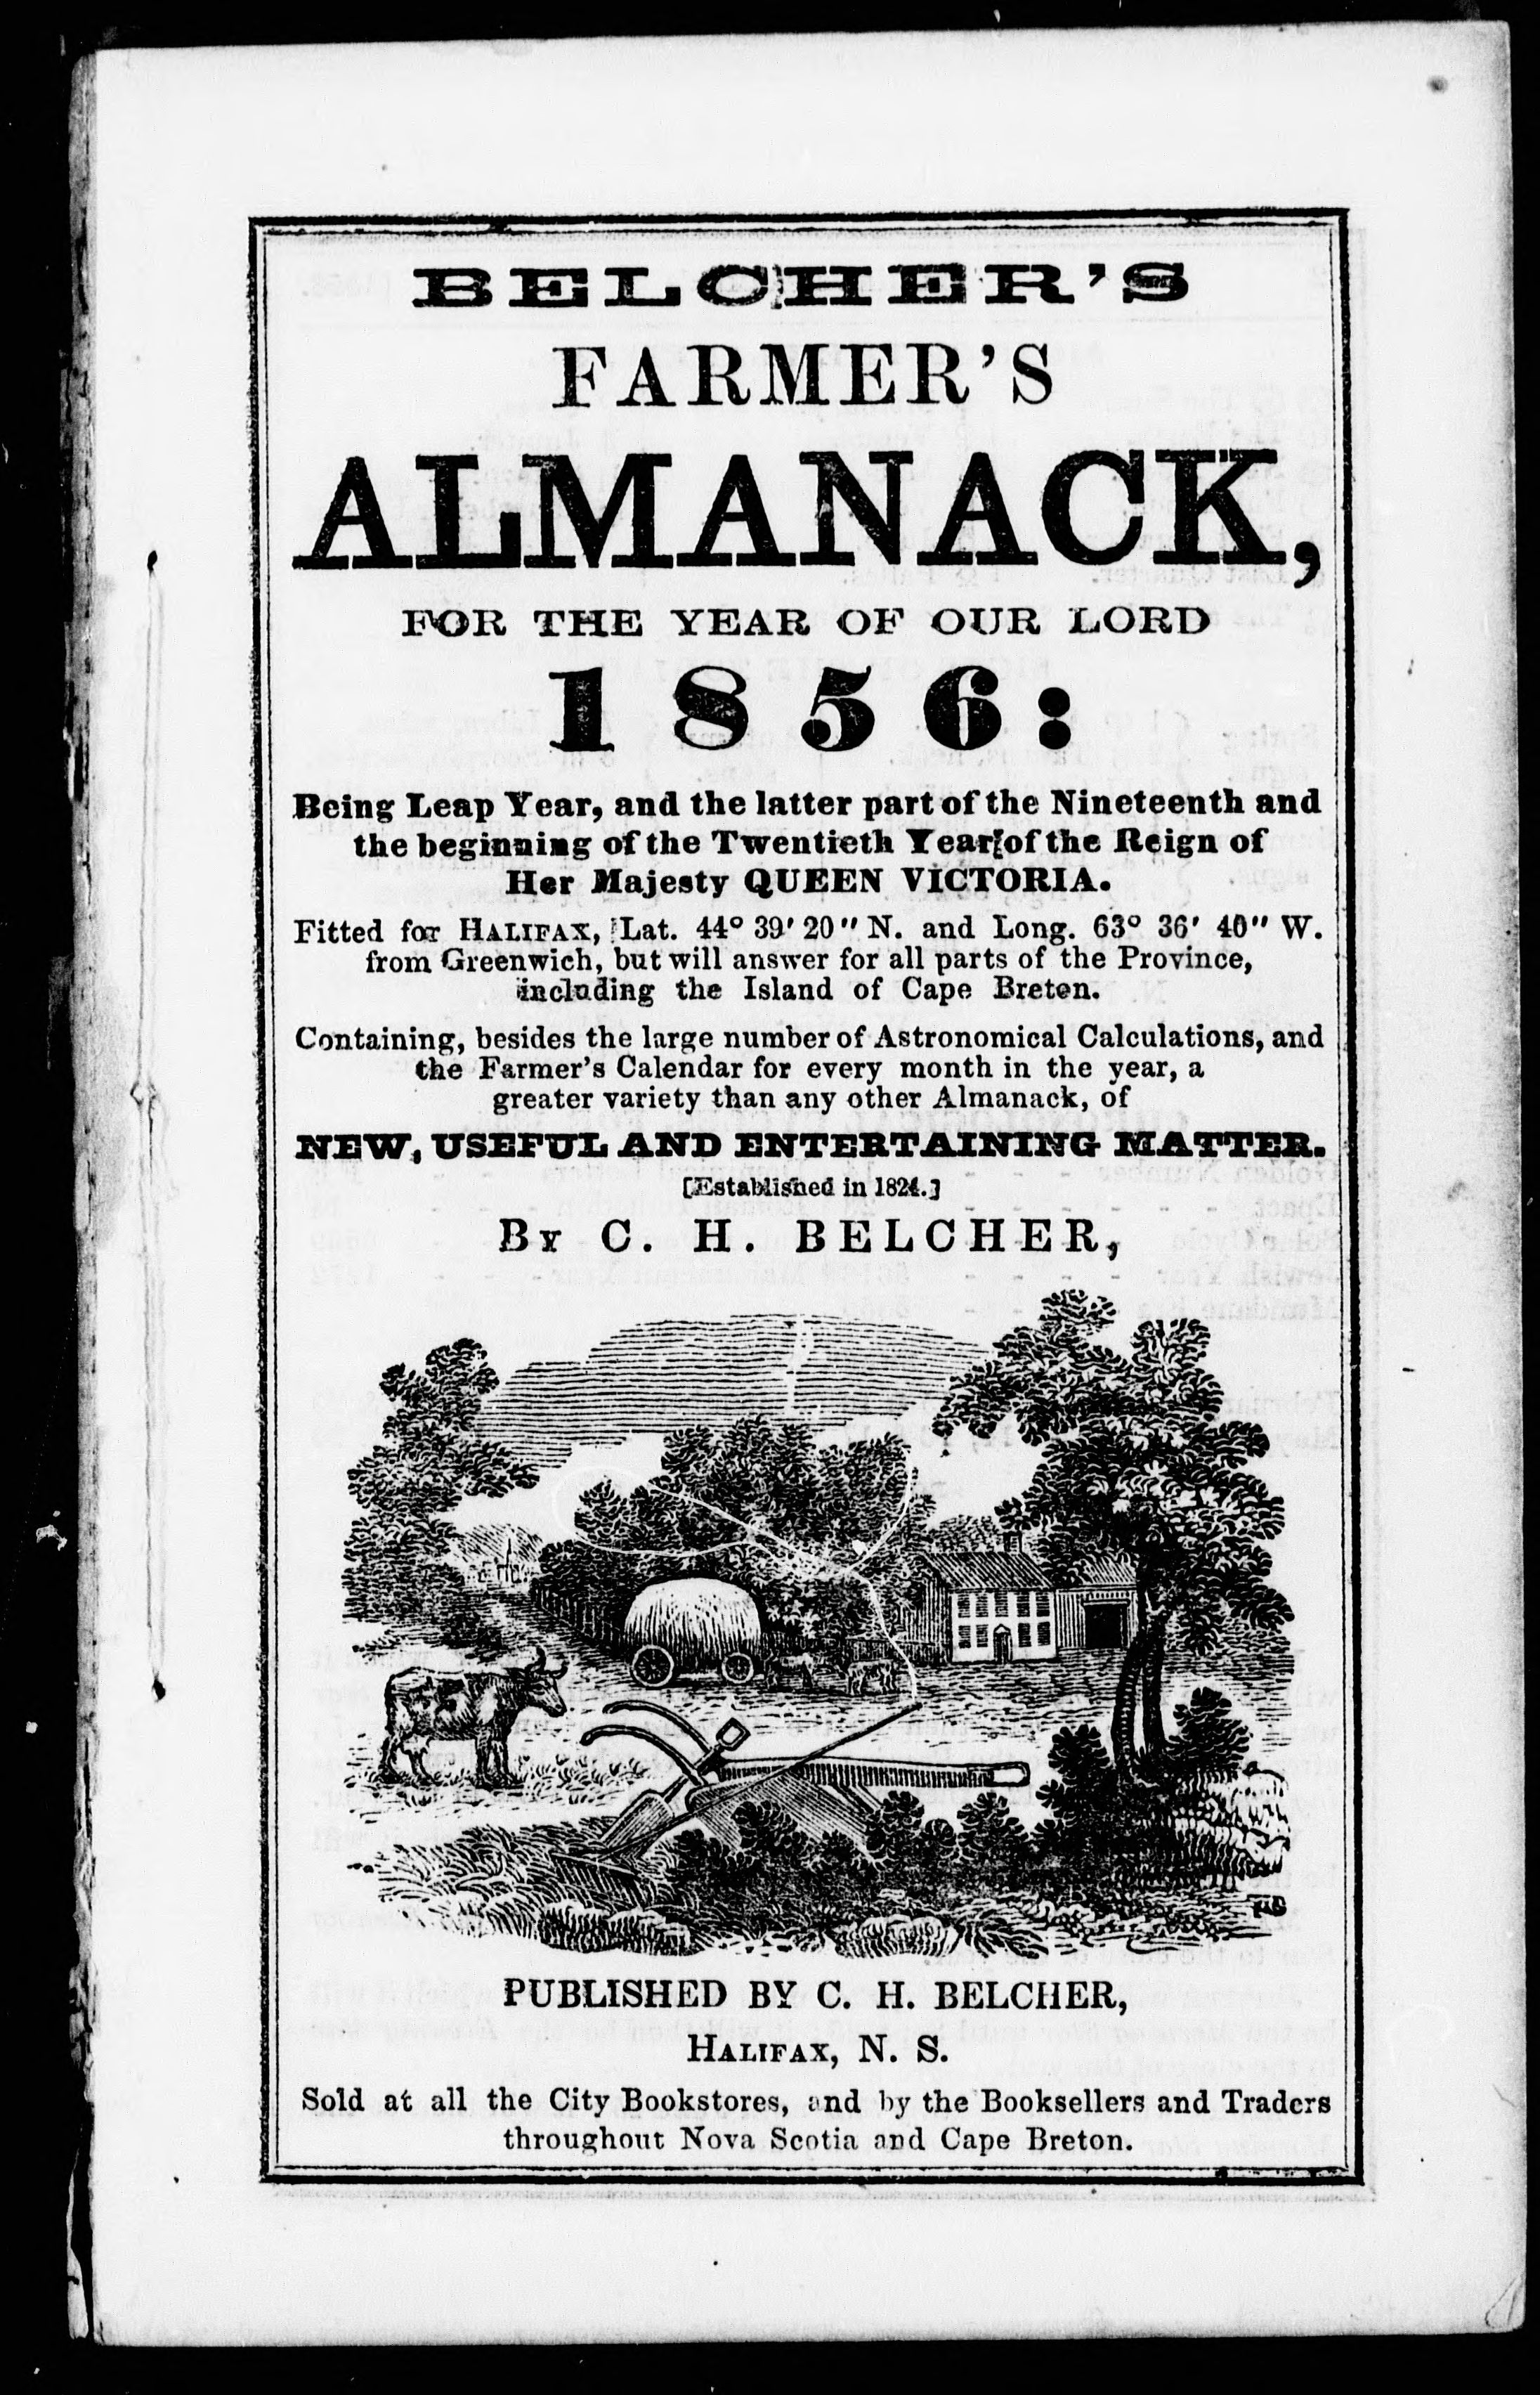 BELCHER'S
FARMER'S
ALMANACK,
FOR THE YEAR OF OUR LORD
1856:
Being Leap Year, and the latter part of the Nineteenth and
the beginning of the Twentieth Year of the Reign of
Her Majesty QUEEN VICTORIA.
Fitted for HALIFAX, Lat. 44° 39′ 20″ N. and Long. 63° 36′ 40″ W.
from Greenwich, but will answer for all parts of the Province,
including the Island of Cape Breton.
Containing, besides the large number of Astronomical Calculations, and
the Farmer's Calendar for every month in the year, a
greater variety than any other Almanack, of
NEW, USEFUL AND ENTERTAINING MATTER.
[Established in 1824.]
By C. H. BELCHER,
PUBLISHED BY C. H. BELCHER,
HALIFAX, N. S.
Sold at all the City Bookstores, and by the Booksellers and Traders
throughout Nova Scotia and Cape Breton.